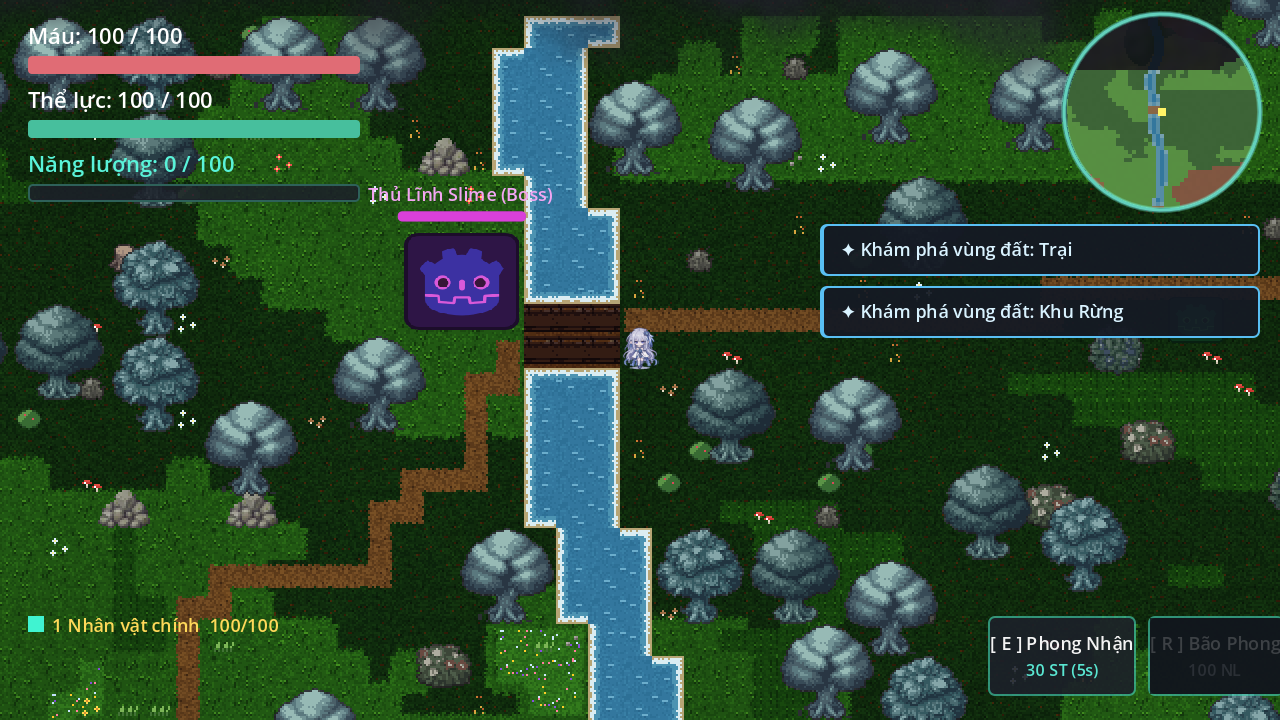 Máu: 100 / 100
Thể lực: 100 / 100
Năng lượng: 0 / 100
Thủ Lĩnh Slime (Boss)
✦ Khám phá vùng đất: Trại
✦ Khám phá vùng đất: Khu Rừng
1 Nhân vật chính 100/100
[ E ] Phong Nhận
30 ST (5s)
[ R ] Bão Phong
100 NL